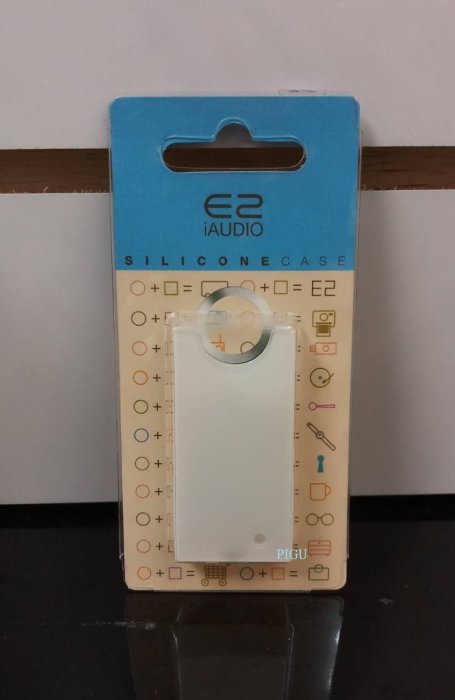 E2
iAUDIO
SILICONE CASE
+ = + = E2
PIGU